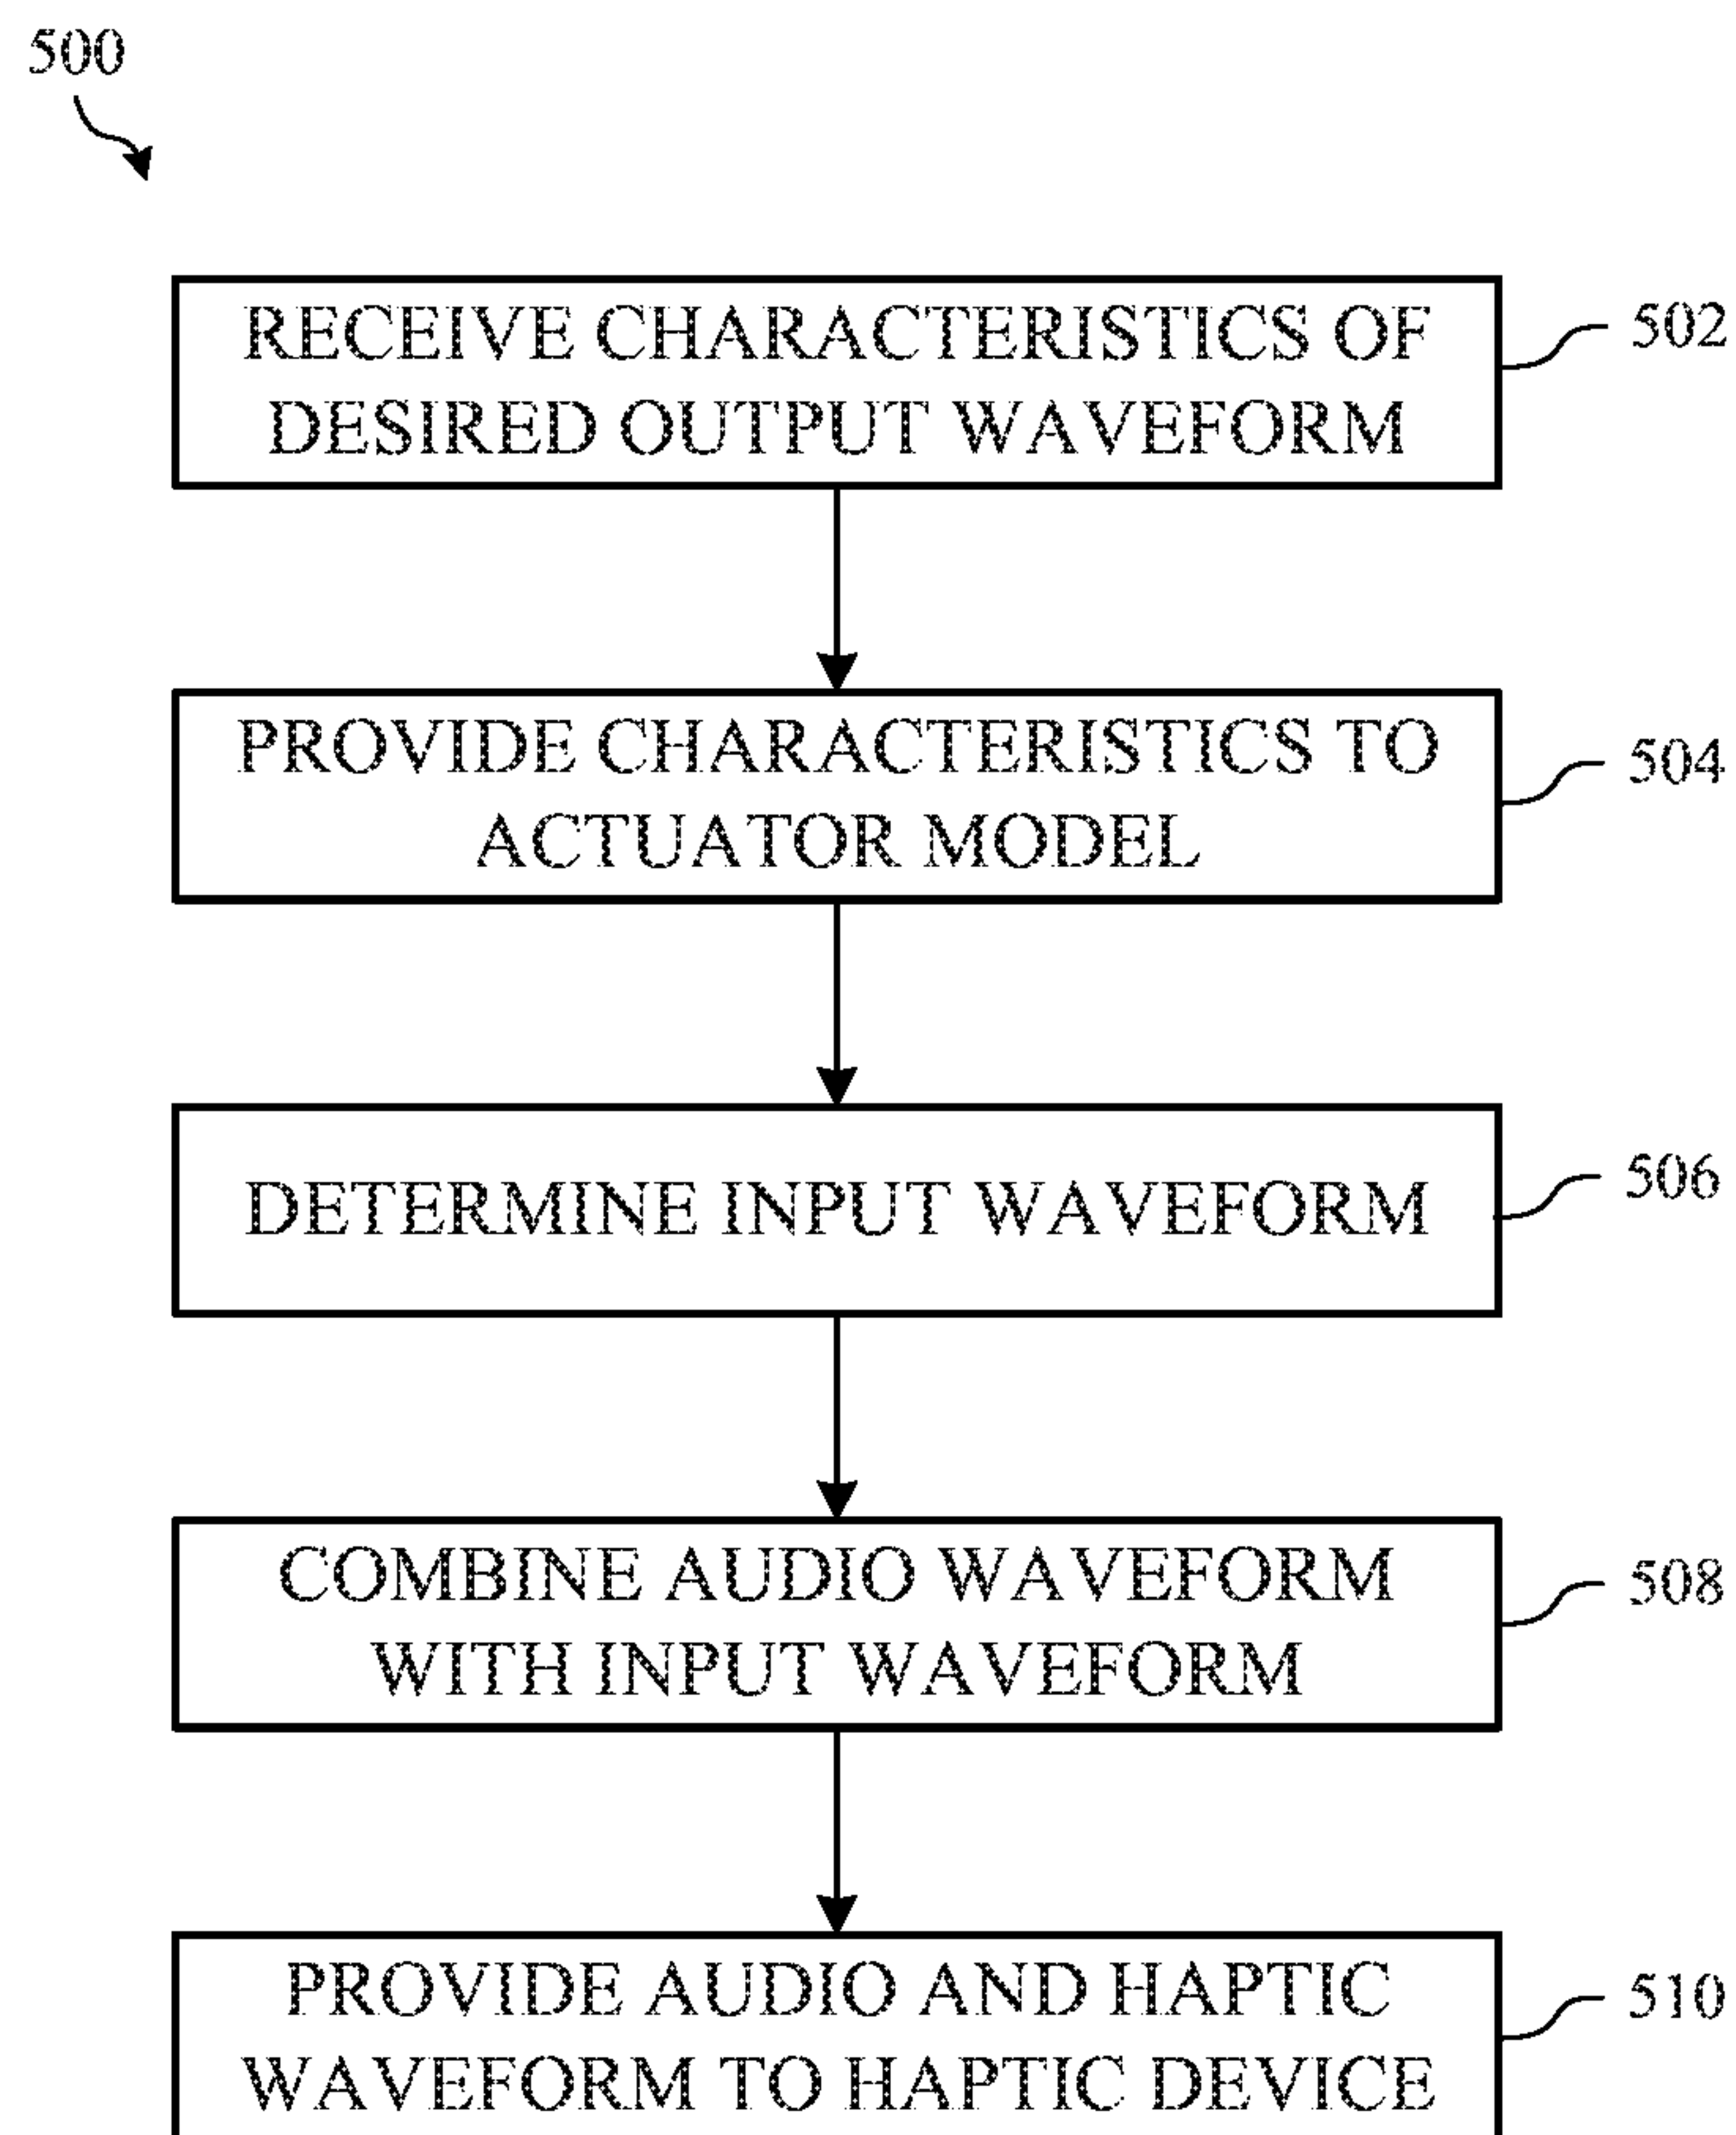 500
RECEIVE CHARACTERISTICS OF
DESIRED OUTPUT WAVEFORM
502
PROVIDE CHARACTERISTICS TO
ACTUATOR MODEL
504
DETERMINE INPUT WAVEFORM
506
COMBINE AUDIO WAVEFORM
WITH INPUT WAVEFORM
508
PROVIDE AUDIO AND HAPTIC
WAVEFORM TO HAPTIC DEVICE
510